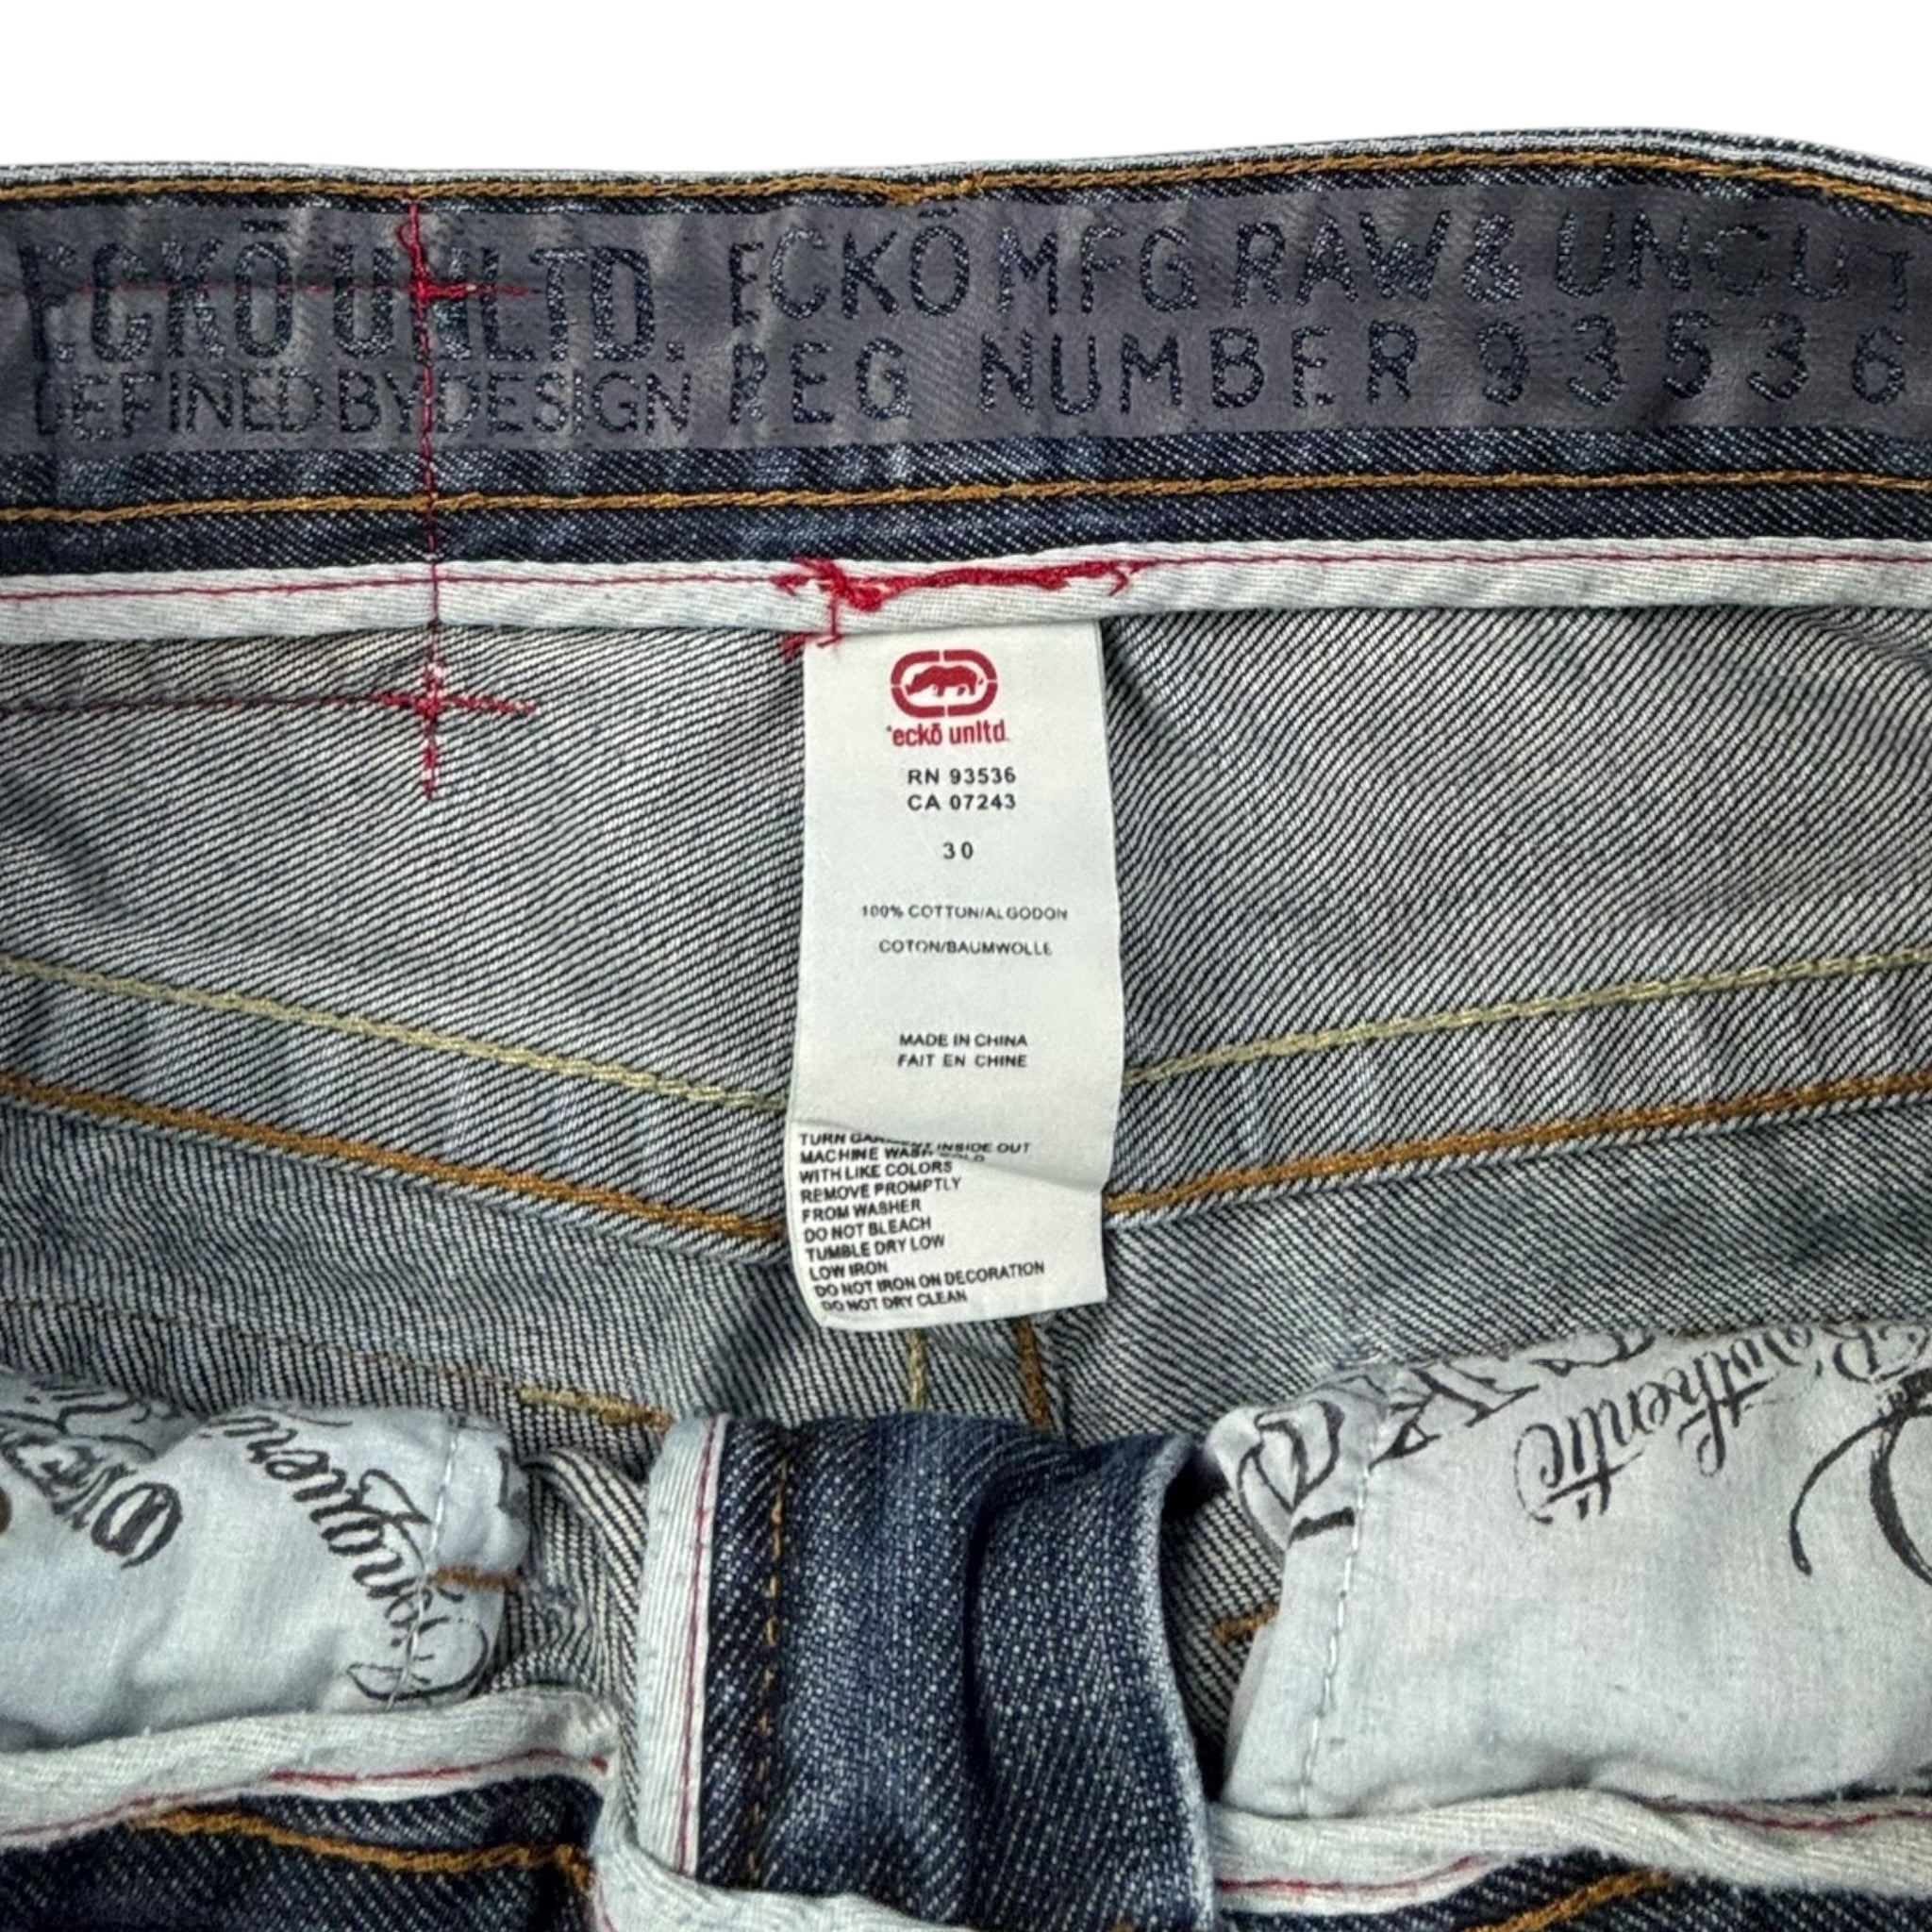 ECKŌ UNLTD. ECKŌ MFG RAW & UNCUT
DEFINED BY DESIGN REG NUMBER 93536
*eckō unltd.
RN 93536
CA 07243
30
100% COTTON/ALGODON
COTON/BAUMWOLLE
MADE IN CHINA
FAIT EN CHINE
TURN GARMENT INSIDE OUT
MACHINE WASH COLD
WITH LIKE COLORS
REMOVE PROMPTLY
FROM WASHER
DO NOT BLEACH
TUMBLE DRY LOW
LOW IRON
DO NOT IRON ON DECORATION
DO NOT DRY CLEAN